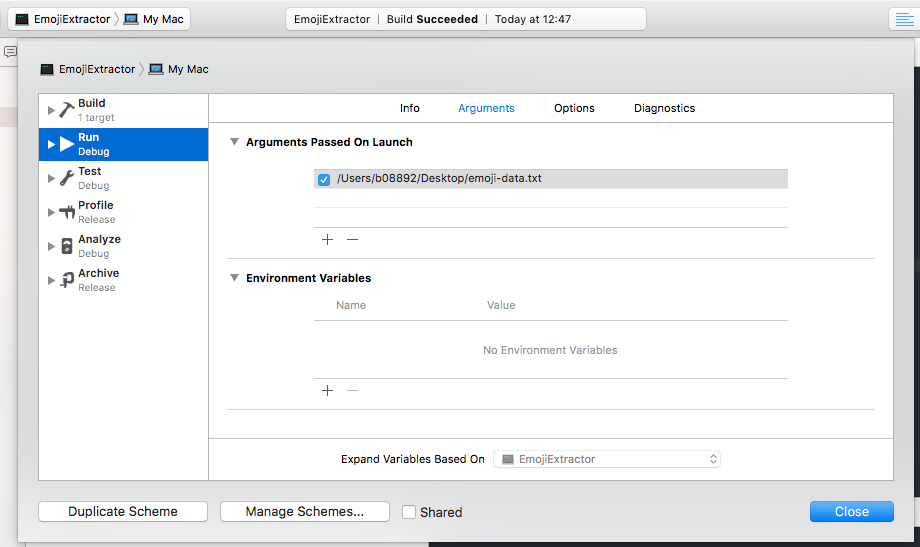 EmojiExtractor My Mac
EmojiExtractor | Build Succeeded | Today at 12:47
EmojiExtractor My Mac
Build
1 target
Run
Debug
Test
Debug
Profile
Release
Analyze
Debug
Archive
Release
Info Arguments Options Diagnostics
Arguments Passed On Launch
/Users/b08892/Desktop/emoji-data.txt
Environment Variables
Name Value
No Environment Variables
Expand Variables Based On EmojiExtractor
Duplicate Scheme Manage Schemes... Shared Close